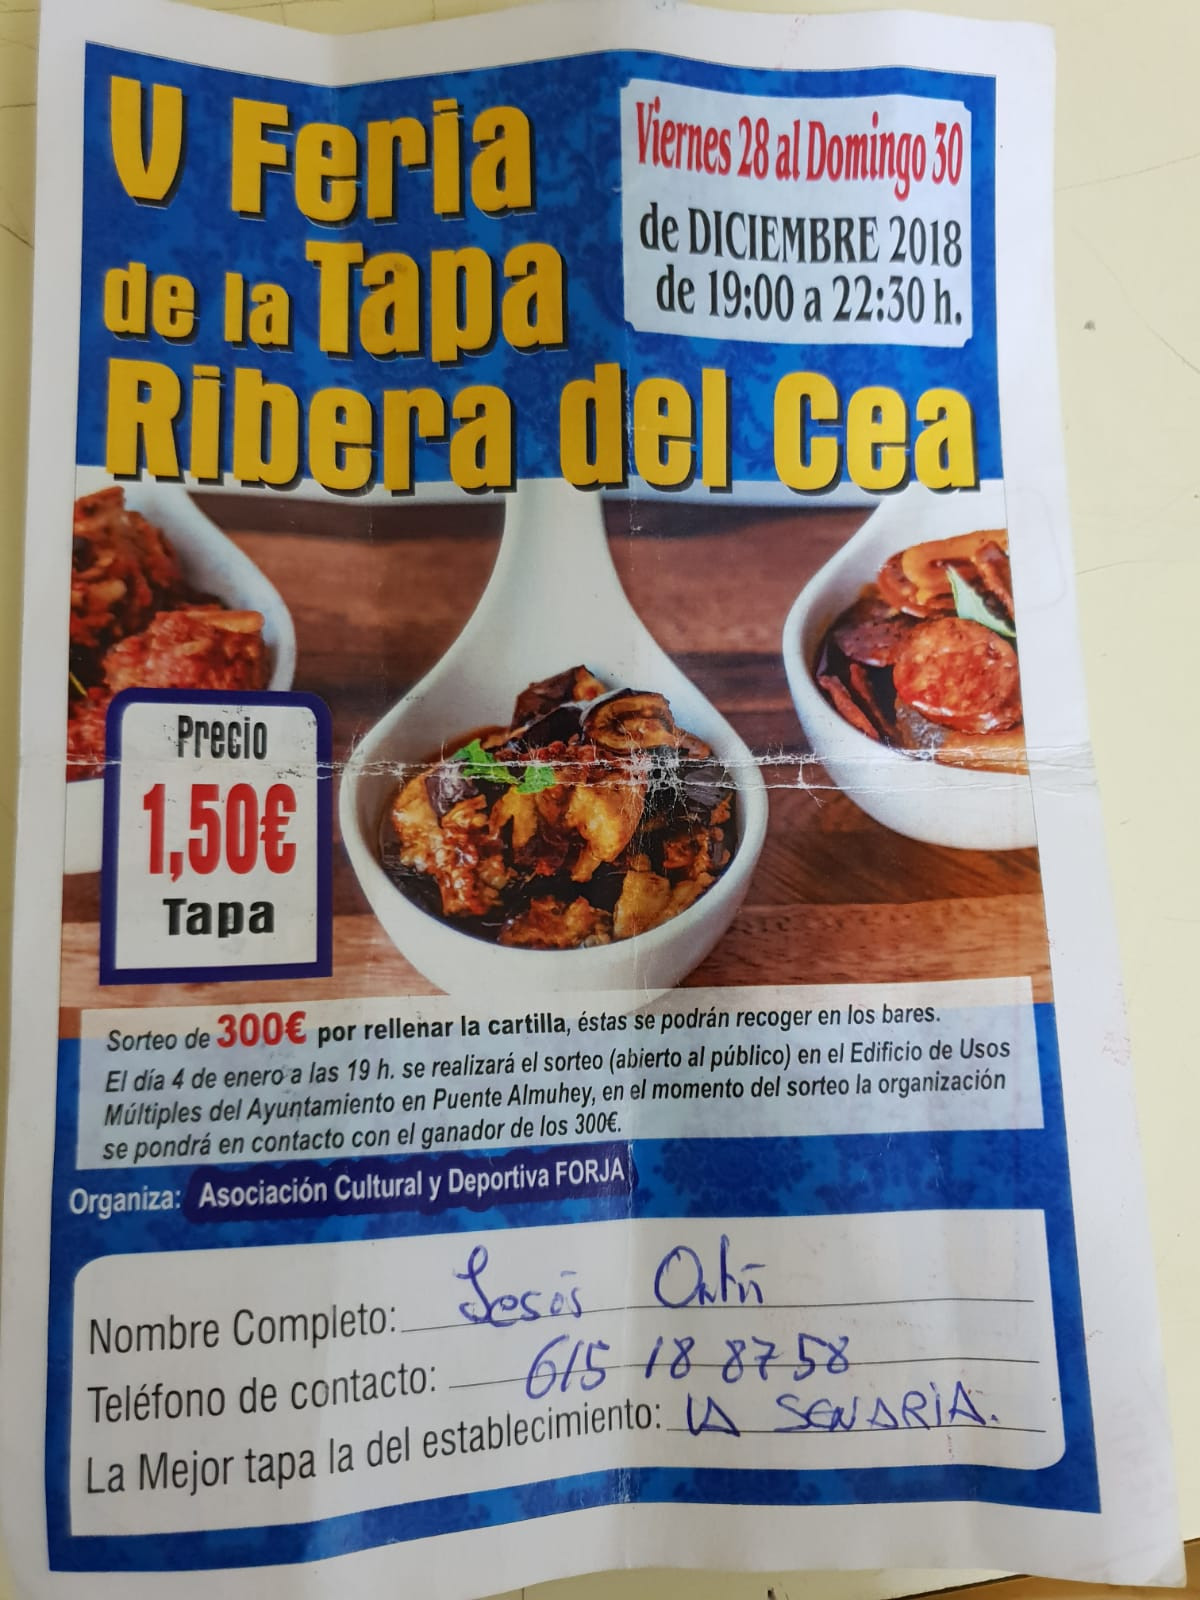 V Feria
de la Tapa
Ribera del Cea
Viernes 28 al Domingo 30
de DICIEMBRE 2018
de 19:00 a 22:30 h.
Precio
1,50€
Tapa
Sorteo de 300€ por rellenar la cartilla, éstas se podrán recoger en los bares.
El día 4 de enero a las 19 h. se realizará el sorteo (abierto al público) en el Edificio de Usos
Múltiples del Ayuntamiento en Puente Almuhey, en el momento del sorteo la organización
se pondrá en contacto con el ganador de los 300€.
Organiza: Asociación Cultural y Deportiva FORJA
Nombre Completo: Jesús
Teléfono de contacto: 615 18 87 58
La Mejor tapa la del establecimiento: LA SENARIA.